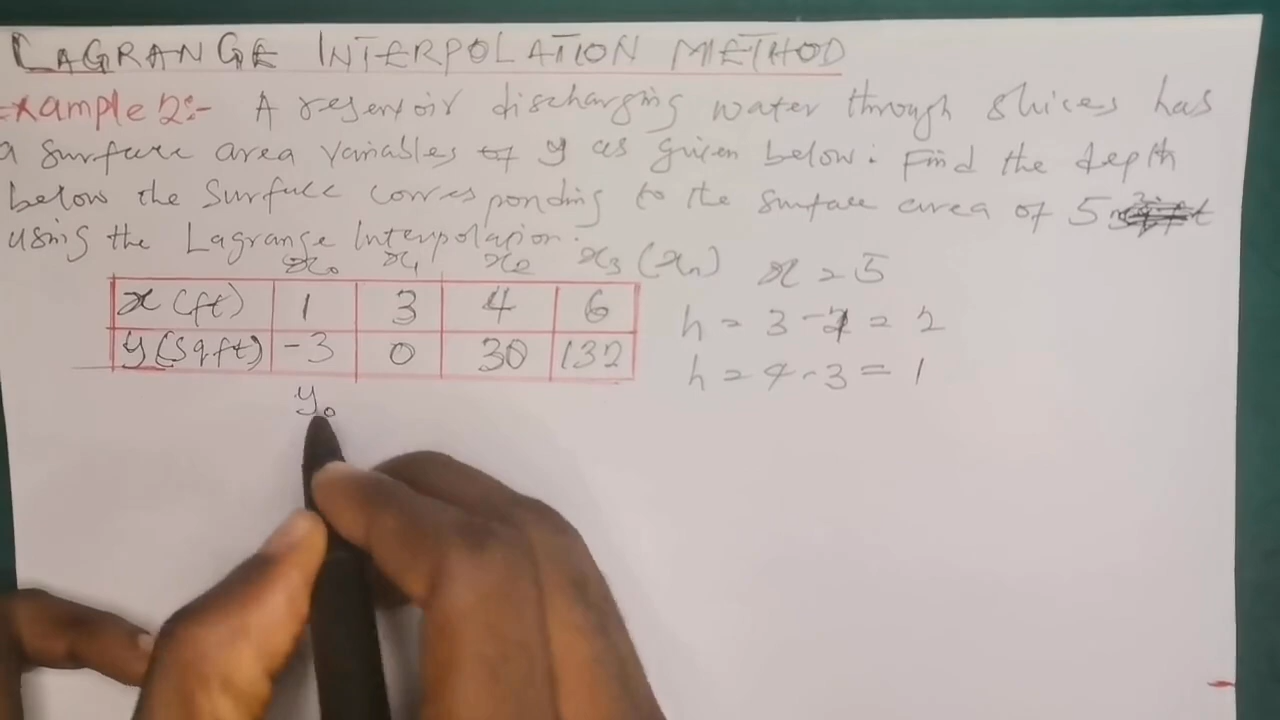 LAGRANGE INTERPOLATION METHOD
Example 2:- A reservoir discharging water through sluices has
a surface area variables of y as given below. Find the depth
below the surface corresponding to the surface area of 5
using the Lagrange Interpolation.
x₀ x₁ x₂ x₃ (xₙ) x = 5
x (ft) 1 3 4 6
h = 3 - 1 = 2
y (Sqft) -3 0 30 132
h = 4 - 3 = 1
y₀